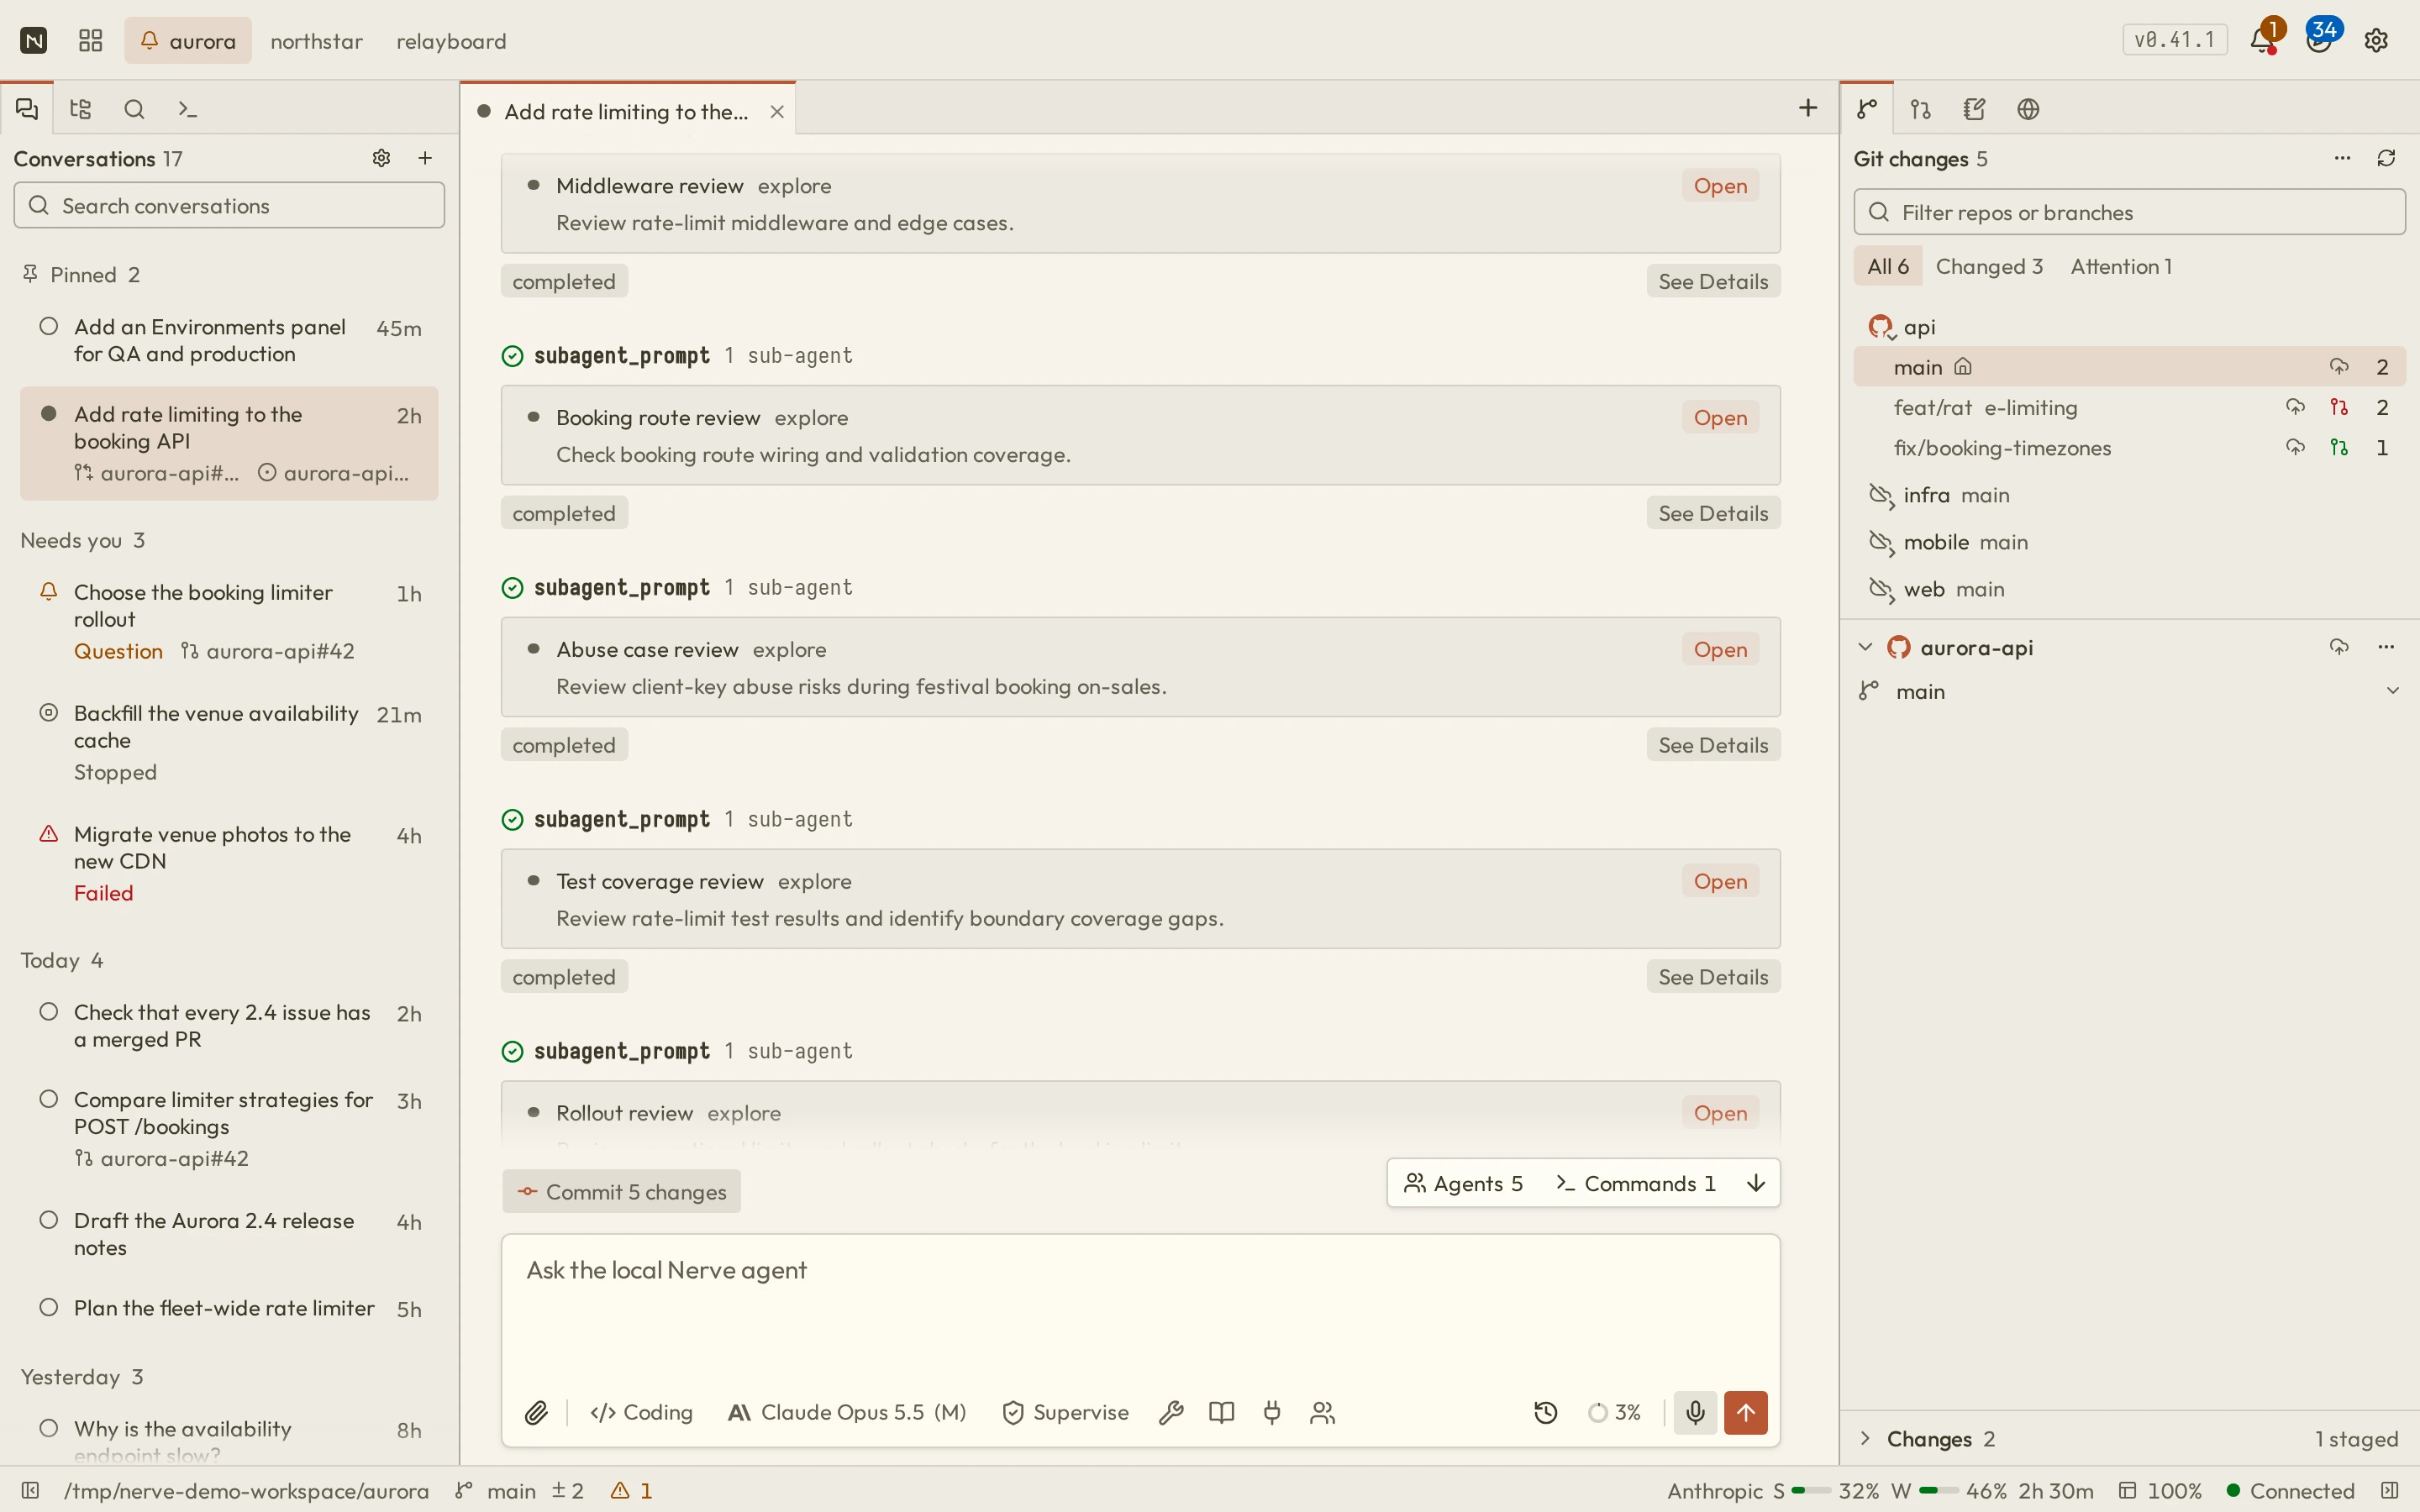 aurora
northstar
relayboard
v0.41.1
1
34
Conversations 17
Search conversations
Pinned 2
Add an Environments panel for QA and production
45m
Add rate limiting to the booking API
2h
aurora-api#...
aurora-api...
Needs you 3
Choose the booking limiter rollout
1h
Question
aurora-api#42
Backfill the venue availability cache
21m
Stopped
Migrate venue photos to the new CDN
4h
Failed
Today 4
Check that every 2.4 issue has a merged PR
2h
Compare limiter strategies for POST /bookings
3h
aurora-api#42
Draft the Aurora 2.4 release notes
4h
Plan the fleet-wide rate limiter
5h
Yesterday 3
Why is the availability endpoint slow?
8h
Add rate limiting to the...
Middleware review explore
Open
Review rate-limit middleware and edge cases.
completed
See Details
subagent_prompt 1 sub-agent
Booking route review explore
Open
Check booking route wiring and validation coverage.
completed
See Details
subagent_prompt 1 sub-agent
Abuse case review explore
Open
Review client-key abuse risks during festival booking on-sales.
completed
See Details
subagent_prompt 1 sub-agent
Test coverage review explore
Open
Review rate-limit test results and identify boundary coverage gaps.
completed
See Details
subagent_prompt 1 sub-agent
Rollout review explore
Open
Commit 5 changes
Agents 5
Commands 1
Ask the local Nerve agent
Coding
Claude Opus 5.5 (M)
Supervise
3%
Git changes 5
Filter repos or branches
All 6
Changed 3
Attention 1
api
main
2
feat/rat e-limiting
2
fix/booking-timezones
1
infra main
mobile main
web main
aurora-api
main
Changes 2
1 staged
/tmp/nerve-demo-workspace/aurora
main ±2
1
Anthropic S 32% W 46% 2h 30m
100%
Connected